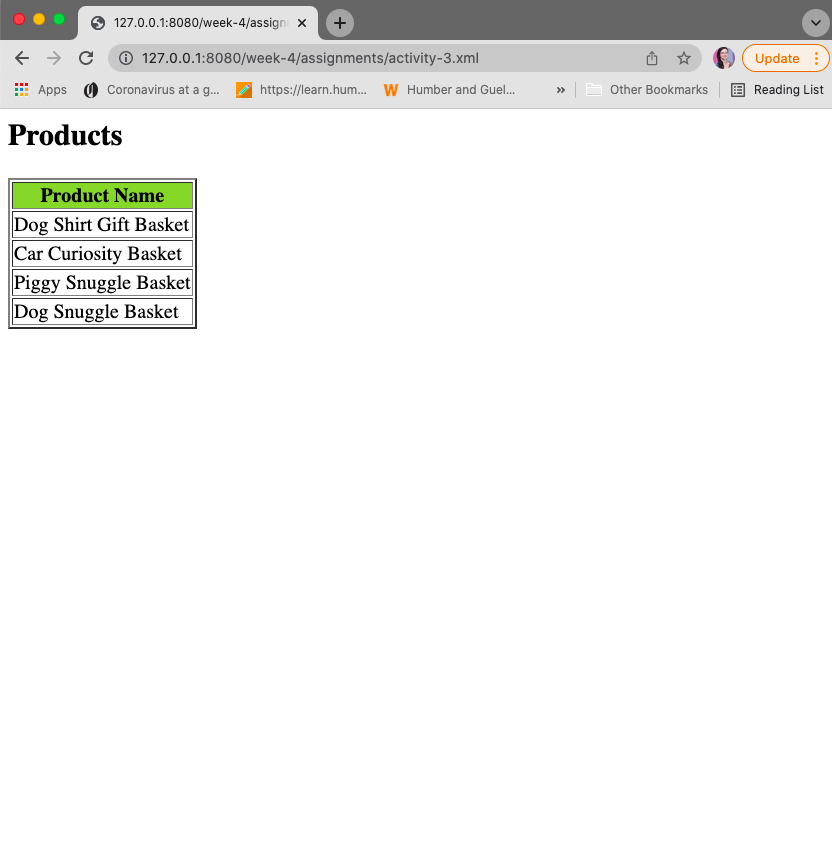 127.0.0.1:8080/week-4/assignm
127.0.0.1:8080/week-4/assignments/activity-3.xml
Update
Apps
Coronavirus at a g...
https://learn.hum...
Humber and Guel...
»
Other Bookmarks
Reading List
Products
Product Name
Dog Shirt Gift Basket
Car Curiosity Basket
Piggy Snuggle Basket
Dog Snuggle Basket